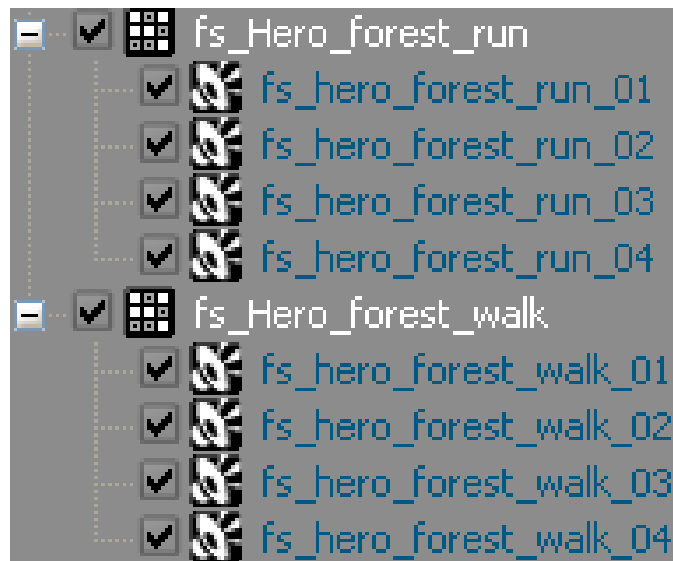 fs_Hero_forest_run
fs_hero_forest_run_01
fs_hero_forest_run_02
fs_hero_forest_run_03
fs_hero_forest_run_04
fs_Hero_forest_walk
fs_hero_forest_walk_01
fs_hero_forest_walk_02
fs_hero_forest_walk_03
fs_hero_forest_walk_04